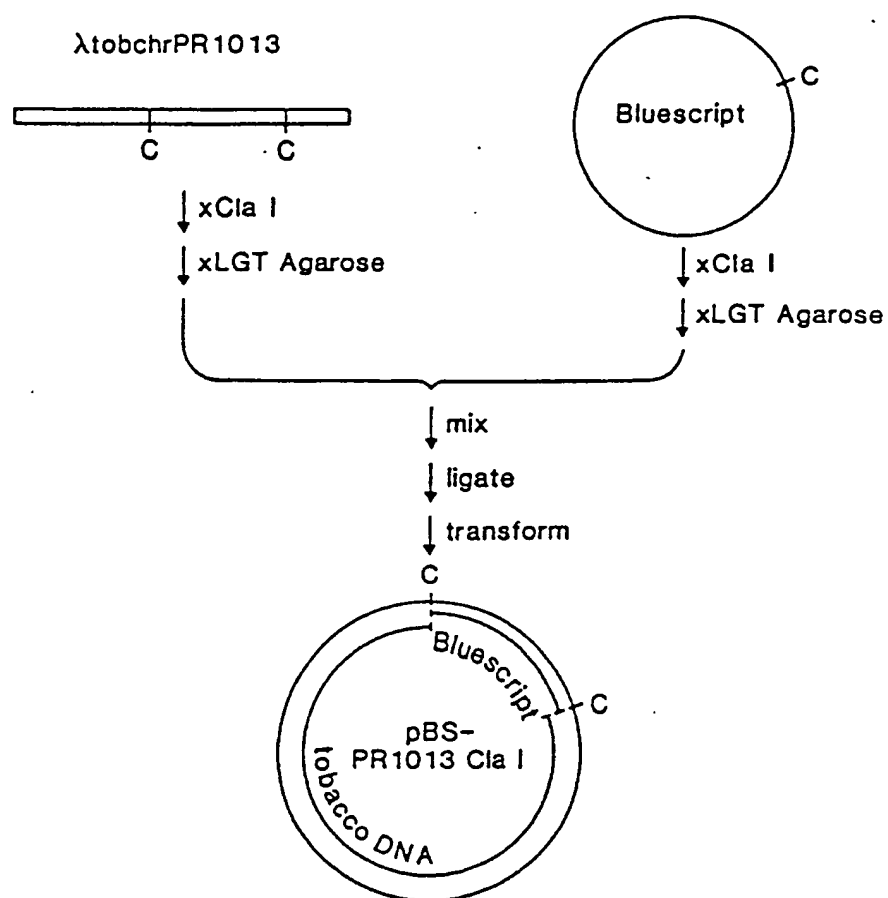 λtobchrPR1013
C
C
xCla I
xLGT Agarose
Bluescript
C
xCla I
xLGT Agarose
mix
ligate
transform
C
Bluescript
C
pBS-
PR1013 Cla I
tobacco DNA